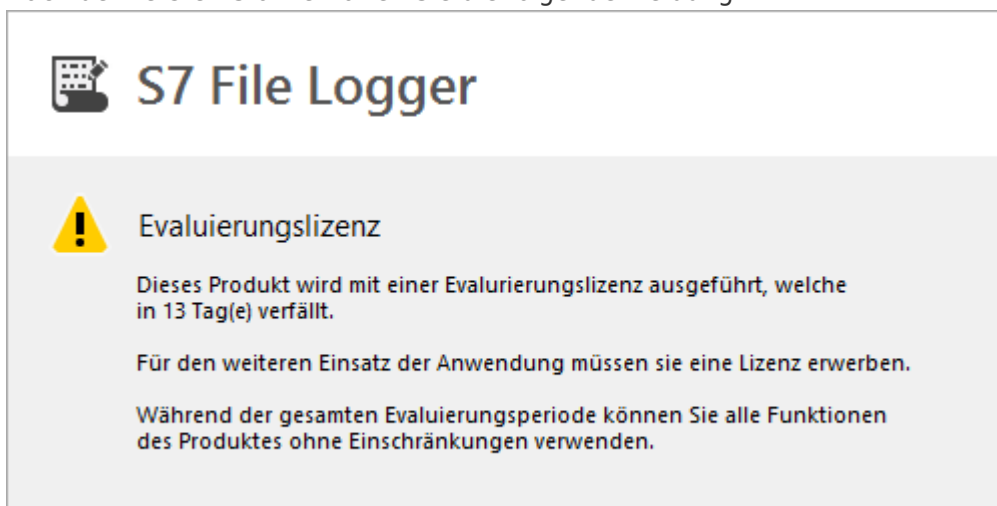 S7 File Logger
Evaluierungslizenz
Dieses Produkt wird mit einer Evalurierungslizenz ausgeführt, welche
in 13 Tag(e) verfällt.
Für den weiteren Einsatz der Anwendung müssen sie eine Lizenz erwerben.
Während der gesamten Evaluierungsperiode können Sie alle Funktionen
des Produktes ohne Einschränkungen verwenden.